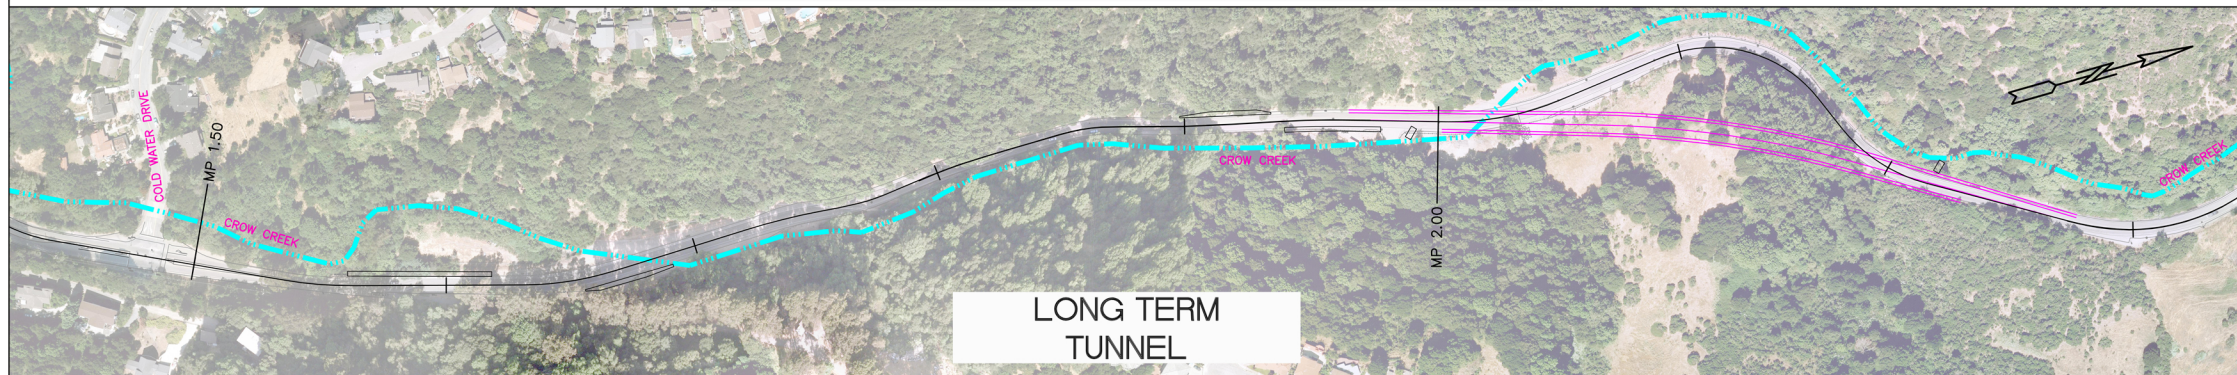 COLD WATER DRIVE
MP 1.50
CROW CREEK
CROW CREEK
MP 2.00
CROW CREEK
LONG TERM
TUNNEL